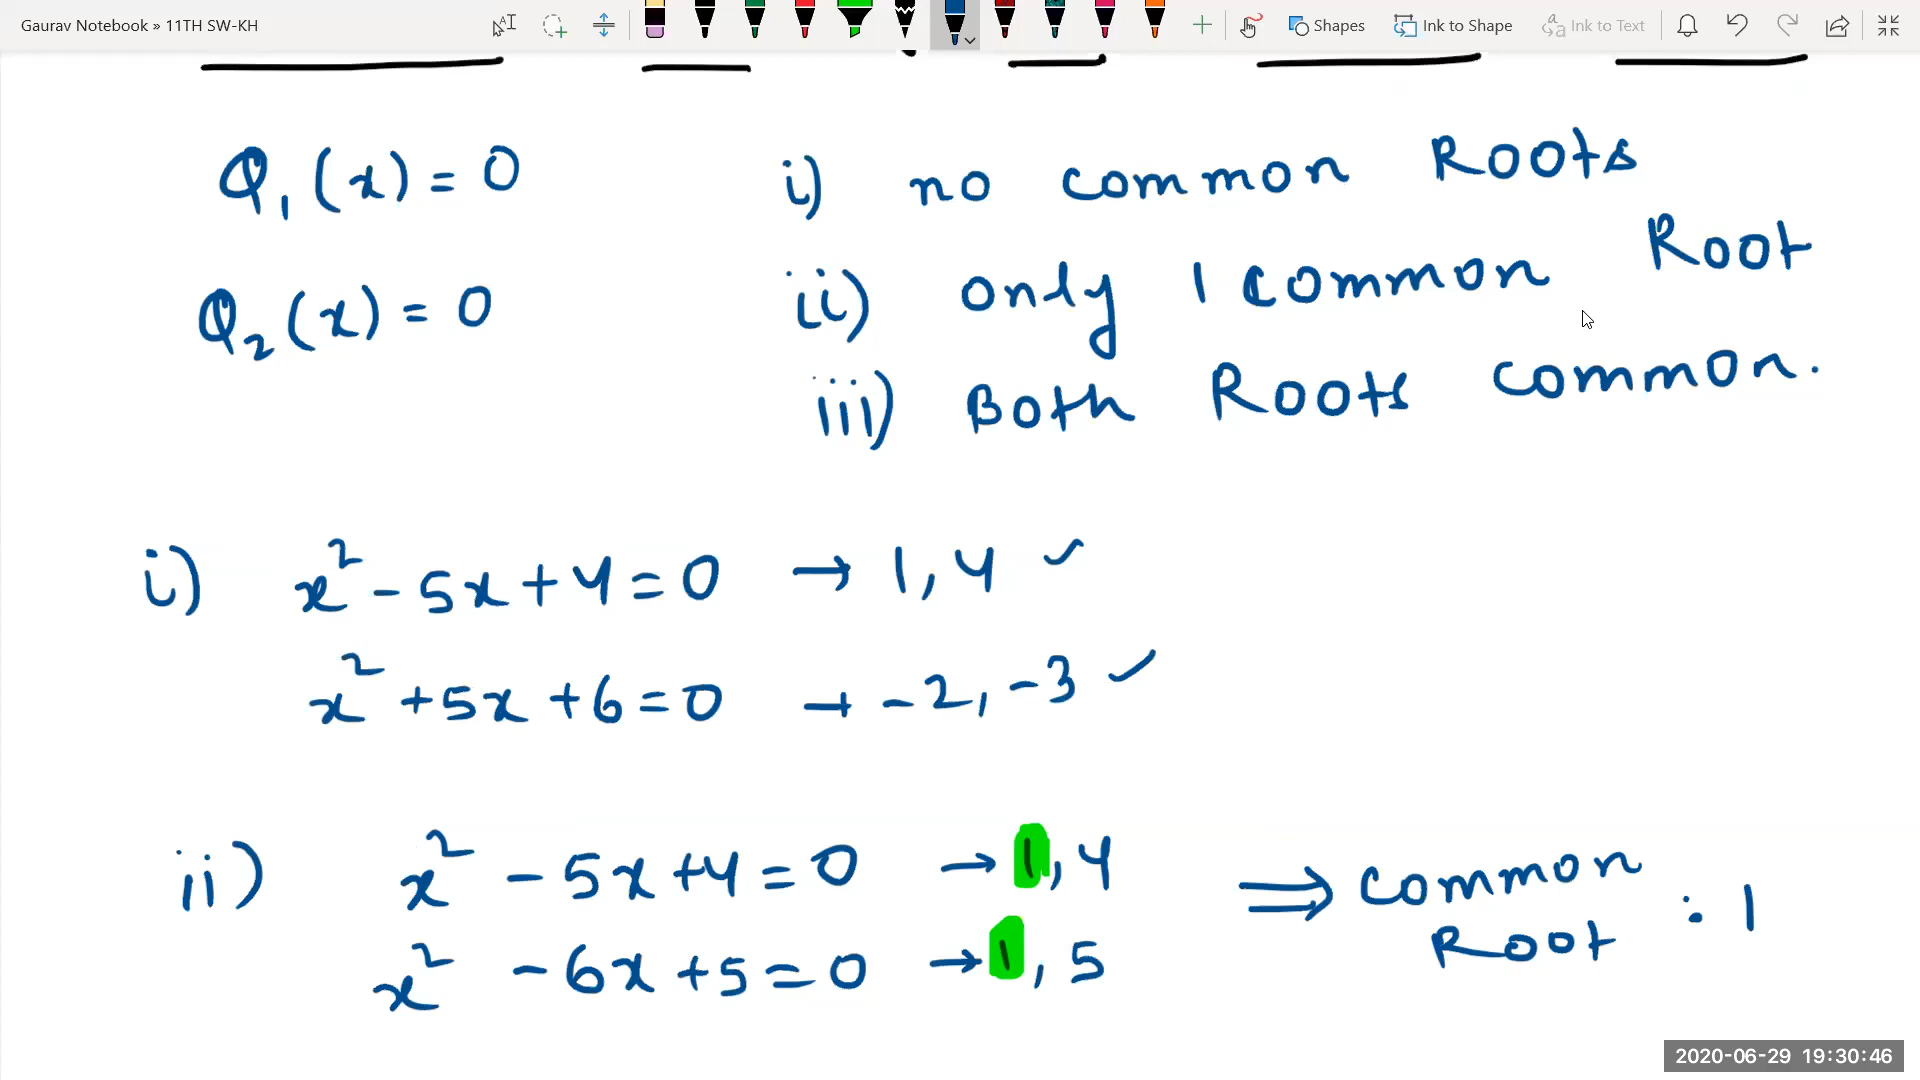 Gaurav Notebook » 11TH SW-KH
Shapes
Ink to Shape
Ink to Text
Q₁(x) = 0
Q₂(x) = 0
i) no common Roots
ii) only 1 common Root
iii) Both Roots common.
i) x² - 5x + 4 = 0 → 1, 4 ✓
x² + 5x + 6 = 0 → -2, -3 ✓
ii) x² - 5x + 4 = 0 → 1, 4
x² - 6x + 5 = 0 → 1, 5
⇒ common Root : 1
2020-06-29 19:30:46